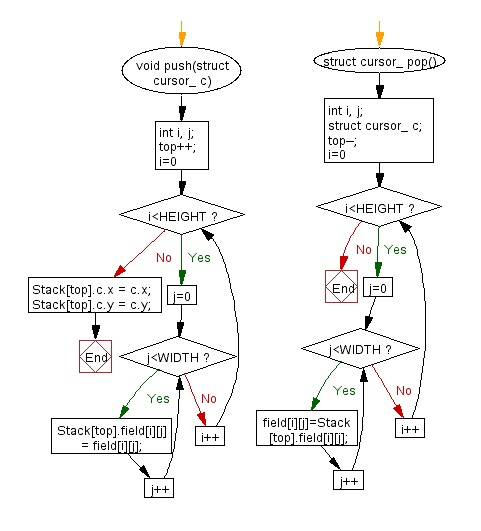 void push(struct
cursor_ c)
int i, j;
top++;
i=0
i<HEIGHT ?
No
Yes
Stack[top].c.x = c.x;
Stack[top].c.y = c.y;
j=0
End
j<WIDTH ?
Yes
No
Stack[top].field[i][j]
= field[i][j];
i++
j++
struct cursor_ pop()
int i, j;
struct cursor_ c;
top--;
i=0
i<HEIGHT ?
No
Yes
End
j=0
j<WIDTH ?
Yes
No
field[i][j]=Stack
[top].field[i][j];
i++
j++